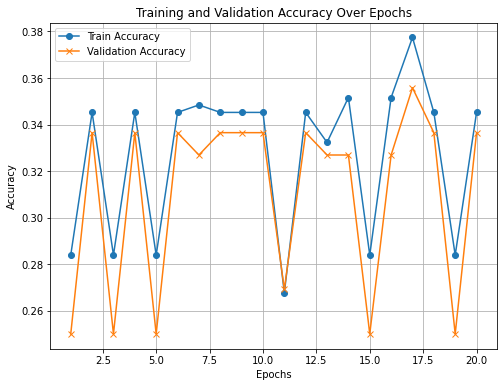 Training and Validation Accuracy Over Epochs
Train Accuracy
Validation Accuracy
Accuracy
0.38
0.36
0.34
0.32
0.30
0.28
0.26
2.5 5.0 7.5 10.0 12.5 15.0 17.5 20.0
Epochs